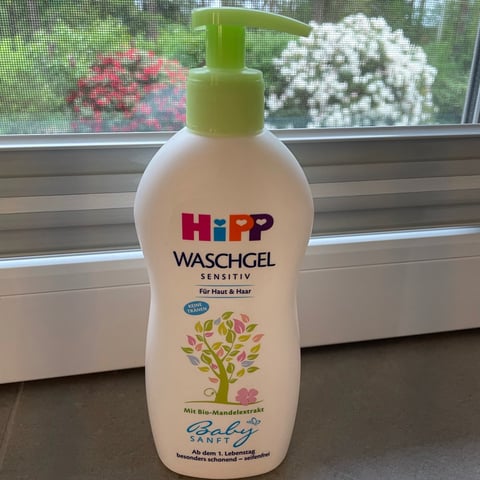 HiPP
WASCHGEL
SENSITIV
Für Haut & Haar
KEINE
TRÄNEN
Mit Bio-Mandelextrakt
Baby
SANFT
Ab dem 1. Lebenstag
besonders schonend – seifenfrei